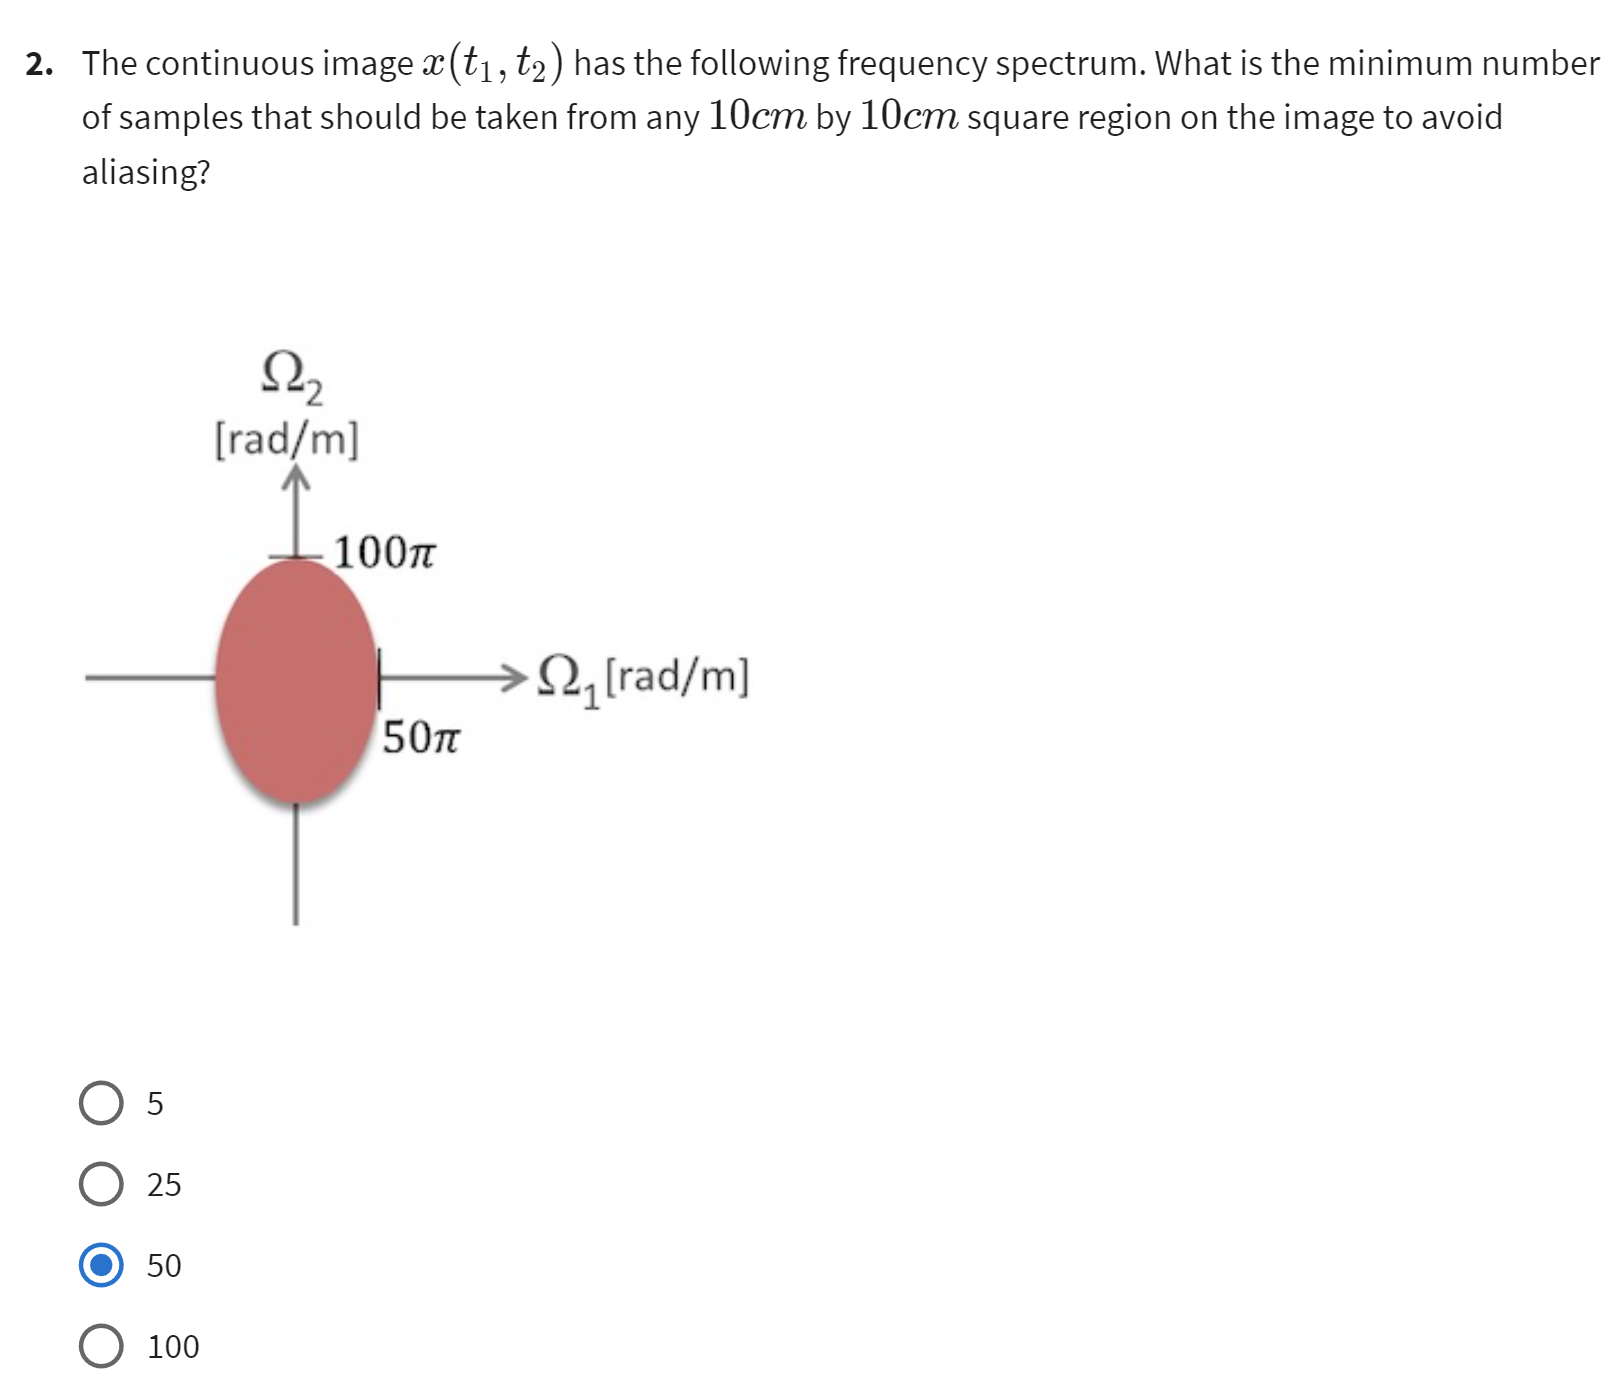 2. The continuous image x(t₁, t₂) has the following frequency spectrum. What is the minimum number
of samples that should be taken from any 10cm by 10cm square region on the image to avoid
aliasing?
Ω₂
[rad/m]
100π
Ω₁[rad/m]
50π
5
25
50
100